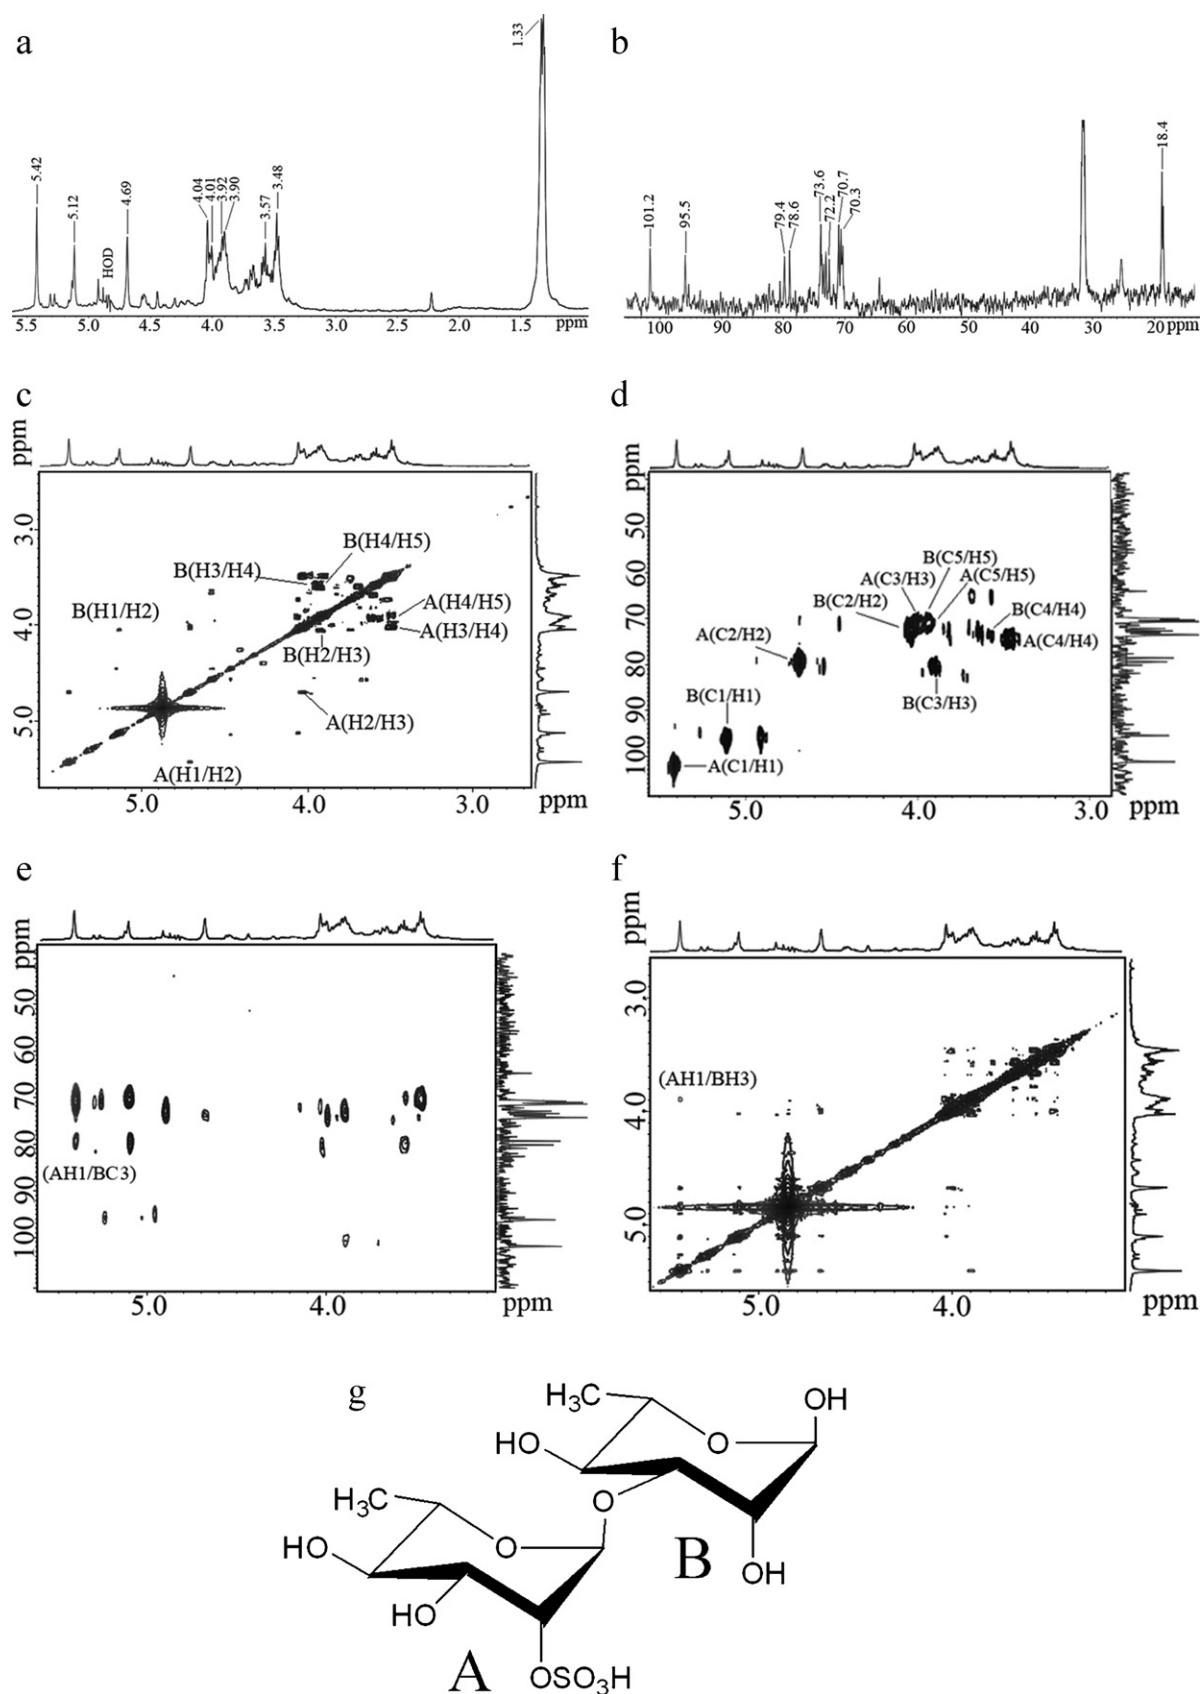 a
5.42
5.12
HOD
4.69
4.04
4.01
3.92
3.90
3.57
3.48
1.33
5.5 5.0 4.5 4.0 3.5 3.0 2.5 2.0 1.5 ppm
b
101.2
95.5
79.4
78.6
73.6
72.2
70.7
70.3
18.4
100 90 80 70 60 50 40 30 20 ppm
c
ppm
3.0
4.0
5.0
B(H4/H5)
B(H3/H4)
B(H1/H2)
A(H4/H5)
A(H3/H4)
B(H2/H3)
A(H2/H3)
A(H1/H2)
5.0 4.0 3.0 ppm
d
ppm
50
60
70
80
90
100
B(C5/H5)
A(C3/H3)
A(C5/H5)
B(C2/H2)
B(C4/H4)
A(C2/H2)
A(C4/H4)
B(C3/H3)
B(C1/H1)
A(C1/H1)
5.0 4.0 3.0 ppm
e
ppm
50
60
70
80
90
100
(AH1/BC3)
5.0 4.0 ppm
f
ppm
3.0
4.0
5.0
(AH1/BH3)
5.0 4.0 ppm
g
H3C
OH
HO
O
H3C
O
B
HO
O
OH
HO
A
OSO3H